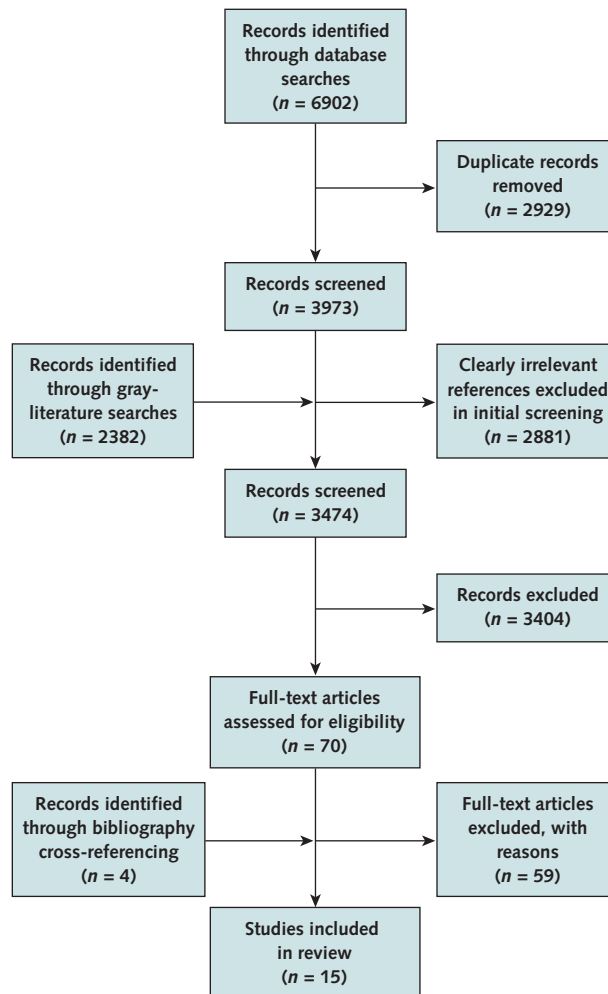 Records identified
through database
searches
(n = 6902)
Duplicate records
removed
(n = 2929)
Records screened
(n = 3973)
Records identified
through gray-
literature searches
(n = 2382)
Clearly irrelevant
references excluded
in initial screening
(n = 2881)
Records screened
(n = 3474)
Records excluded
(n = 3404)
Full-text articles
assessed for eligibility
(n = 70)
Records identified
through bibliography
cross-referencing
(n = 4)
Full-text articles
excluded, with
reasons
(n = 59)
Studies included
in review
(n = 15)